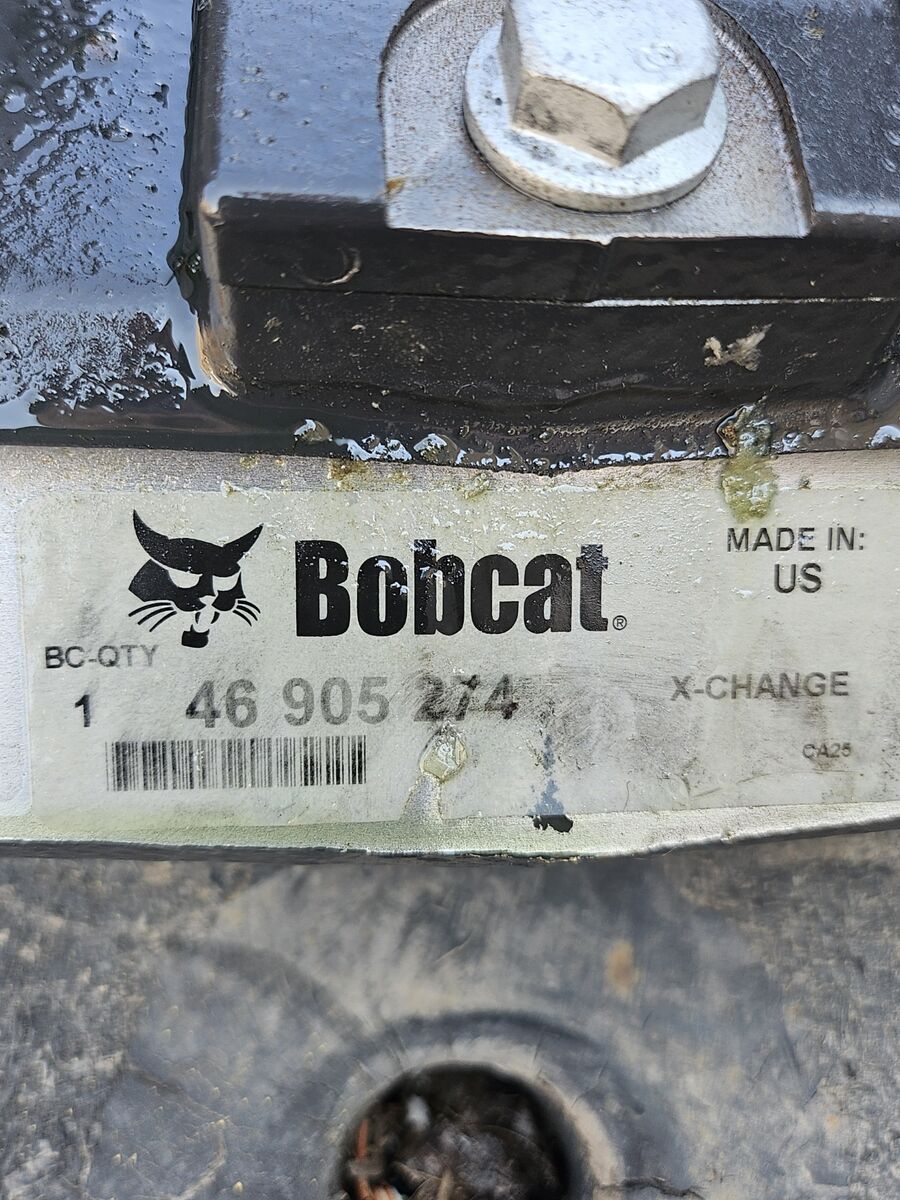 Bobcat®
MADE IN:
US
BC-QTY
1 46 905 274
X-CHANGE
CA25